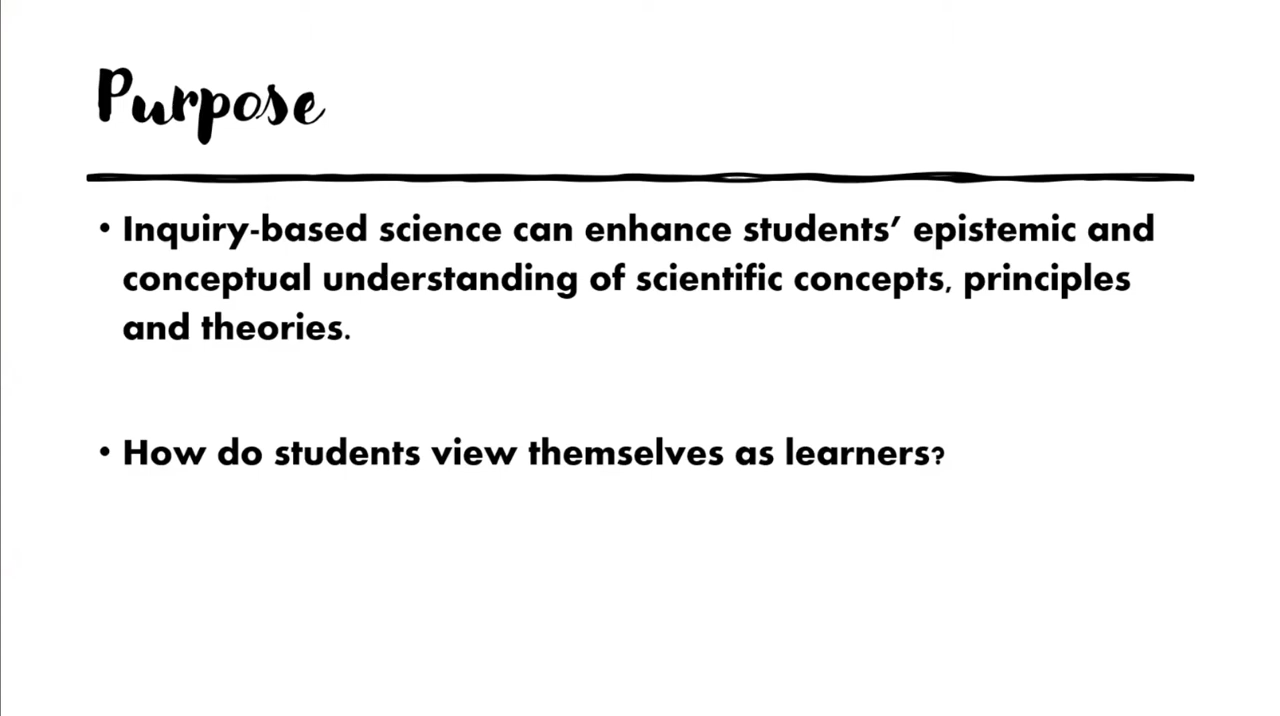 Purpose
• Inquiry-based science can enhance students’ epistemic and
conceptual understanding of scientific concepts, principles
and theories.
• How do students view themselves as learners?